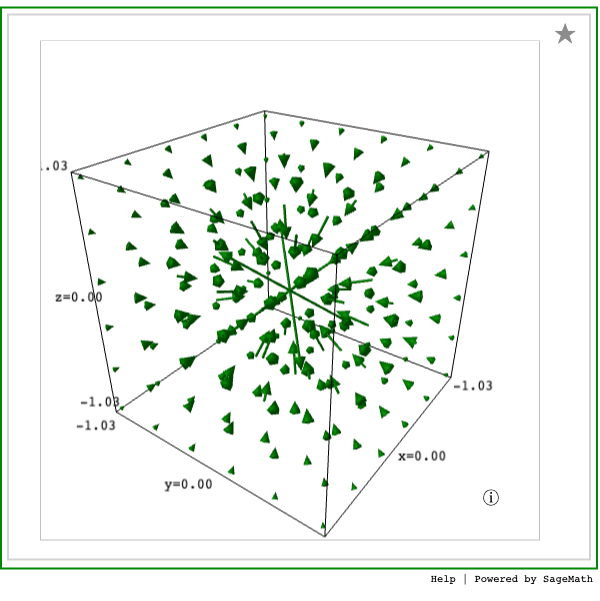 .03
z=0.00
-1.03
-1.03
-1.03
x=0.00
y=0.00
Help | Powered by SageMath